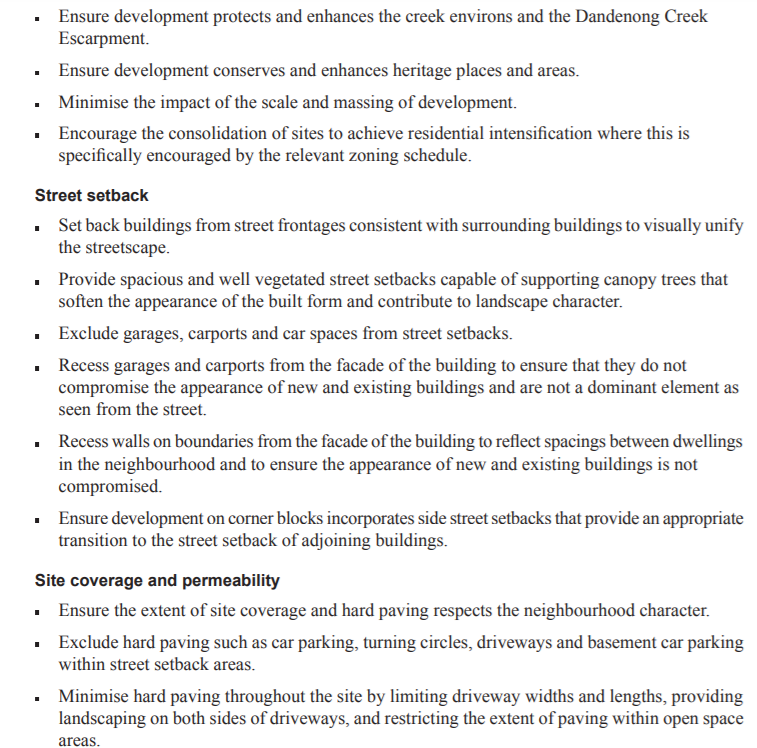 ▪ Ensure development protects and enhances the creek environs and the Dandenong Creek
Escarpment.
▪ Ensure development conserves and enhances heritage places and areas.
▪ Minimise the impact of the scale and massing of development.
▪ Encourage the consolidation of sites to achieve residential intensification where this is
specifically encouraged by the relevant zoning schedule.
Street setback
▪ Set back buildings from street frontages consistent with surrounding buildings to visually unify
the streetscape.
▪ Provide spacious and well vegetated street setbacks capable of supporting canopy trees that
soften the appearance of the built form and contribute to landscape character.
▪ Exclude garages, carports and car spaces from street setbacks.
▪ Recess garages and carports from the facade of the building to ensure that they do not
compromise the appearance of new and existing buildings and are not a dominant element as
seen from the street.
▪ Recess walls on boundaries from the facade of the building to reflect spacings between dwellings
in the neighbourhood and to ensure the appearance of new and existing buildings is not
compromised.
▪ Ensure development on corner blocks incorporates side street setbacks that provide an appropriate
transition to the street setback of adjoining buildings.
Site coverage and permeability
▪ Ensure the extent of site coverage and hard paving respects the neighbourhood character.
▪ Exclude hard paving such as car parking, turning circles, driveways and basement car parking
within street setback areas.
▪ Minimise hard paving throughout the site by limiting driveway widths and lengths, providing
landscaping on both sides of driveways, and restricting the extent of paving within open space
areas.